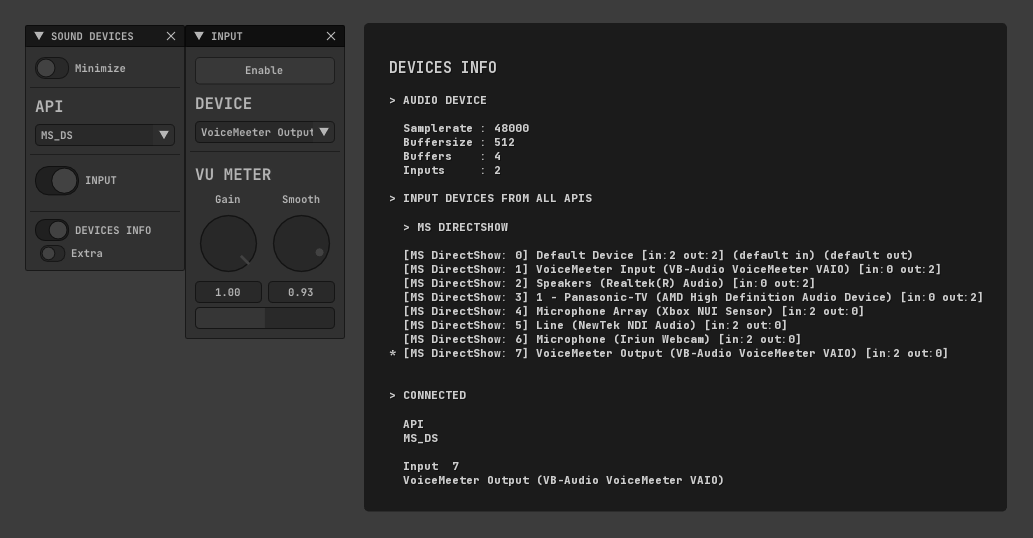 SOUND DEVICES
Minimize
API
MS_DS
INPUT
DEVICES INFO
Extra
INPUT
Enable
DEVICE
VoiceMeeter Output
VU METER
Gain Smooth
1.00 0.93
DEVICES INFO
> AUDIO DEVICE
Samplerate : 48000
Buffersize : 512
Buffers : 4
Inputs : 2
> INPUT DEVICES FROM ALL APIS
> MS DIRECTSHOW
[MS DirectShow: 0] Default Device [in:2 out:2] (default in) (default out)
[MS DirectShow: 1] VoiceMeeter Input (VB-Audio VoiceMeeter VAIO) [in:0 out:2]
[MS DirectShow: 2] Speakers (Realtek(R) Audio) [in:0 out:2]
[MS DirectShow: 3] 1 - Panasonic-TV (AMD High Definition Audio Device) [in:0 out:2]
[MS DirectShow: 4] Microphone Array (Xbox NUI Sensor) [in:2 out:0]
[MS DirectShow: 5] Line (NewTek NDI Audio) [in:2 out:0]
[MS DirectShow: 6] Microphone (Iriun Webcam) [in:2 out:0]
* [MS DirectShow: 7] VoiceMeeter Output (VB-Audio VoiceMeeter VAIO) [in:2 out:0]
> CONNECTED
API
MS_DS
Input 7
VoiceMeeter Output (VB-Audio VoiceMeeter VAIO)